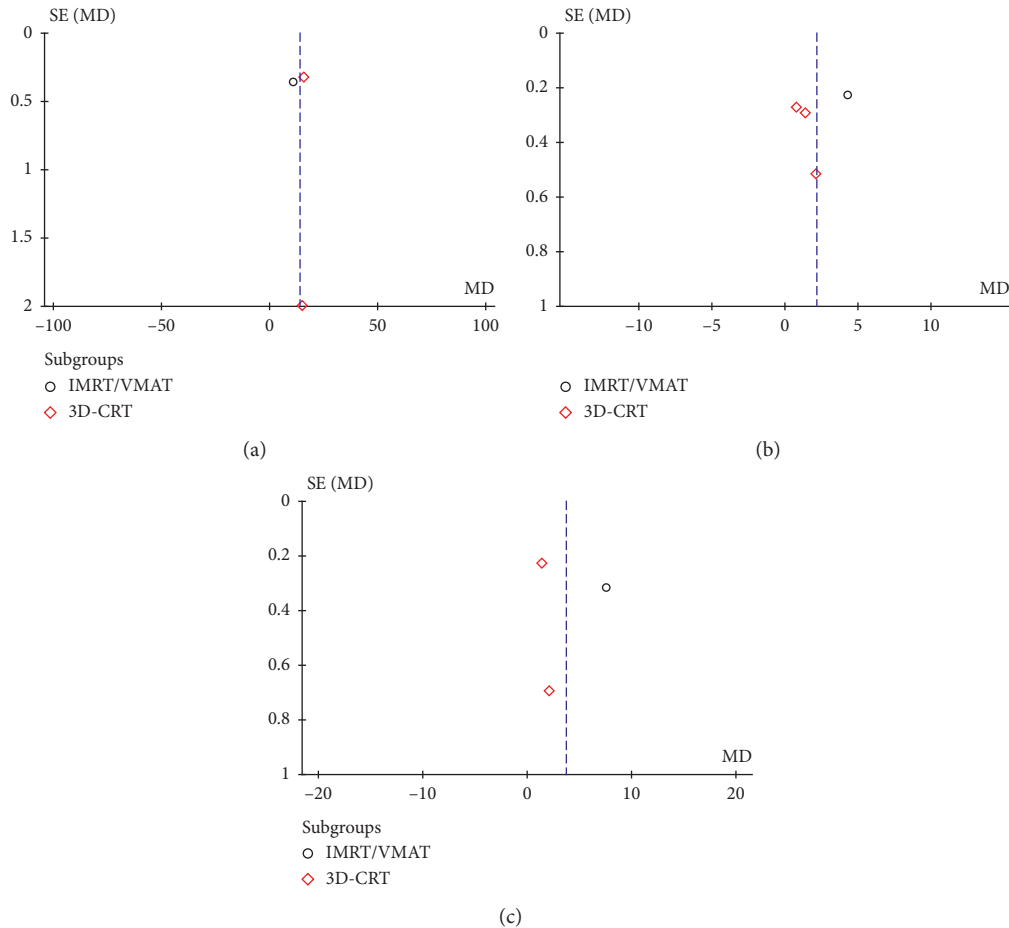 SE (MD)
0
0.5
1
1.5
2
MD
−100
−50
0
50
100
Subgroups
IMRT/VMAT
3D-CRT
(a)
SE (MD)
0
0.2
0.4
0.6
0.8
1
MD
−10
−5
0
5
10
IMRT/VMAT
3D-CRT
(b)
SE (MD)
0
0.2
0.4
0.6
0.8
1
MD
−20
−10
0
10
20
Subgroups
IMRT/VMAT
3D-CRT
(c)